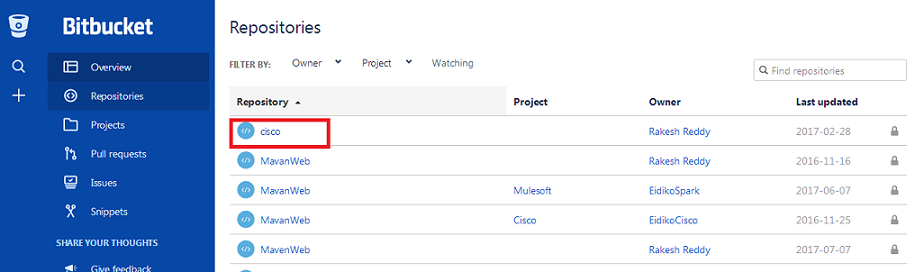 Bitbucket
Overview
Repositories
Projects
Pull requests
Issues
Snippets
SHARE YOUR THOUGHTS
Give feedback
Repositories
FILTER BY: Owner Project Watching
Find repositories
Repository Project Owner Last updated
cisco Rakesh Reddy 2017-02-28
MavanWeb Rakesh Reddy 2016-11-16
MavanWeb Mulesoft EidikoSpark 2017-06-07
MavanWeb Cisco EidikoCisco 2016-11-25
MavenWeb Rakesh Reddy 2017-07-07